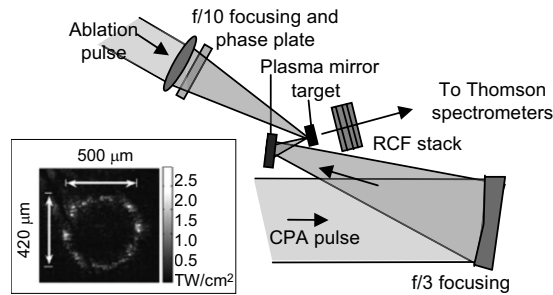 f/10 focusing and
phase plate
Ablation
pulse
Plasma mirror
target
To Thomson
spectrometers
RCF stack
500 μm
420 μm
2.5
2.0
1.5
1.0
0.5
TW/cm²
CPA pulse
f/3 focusing